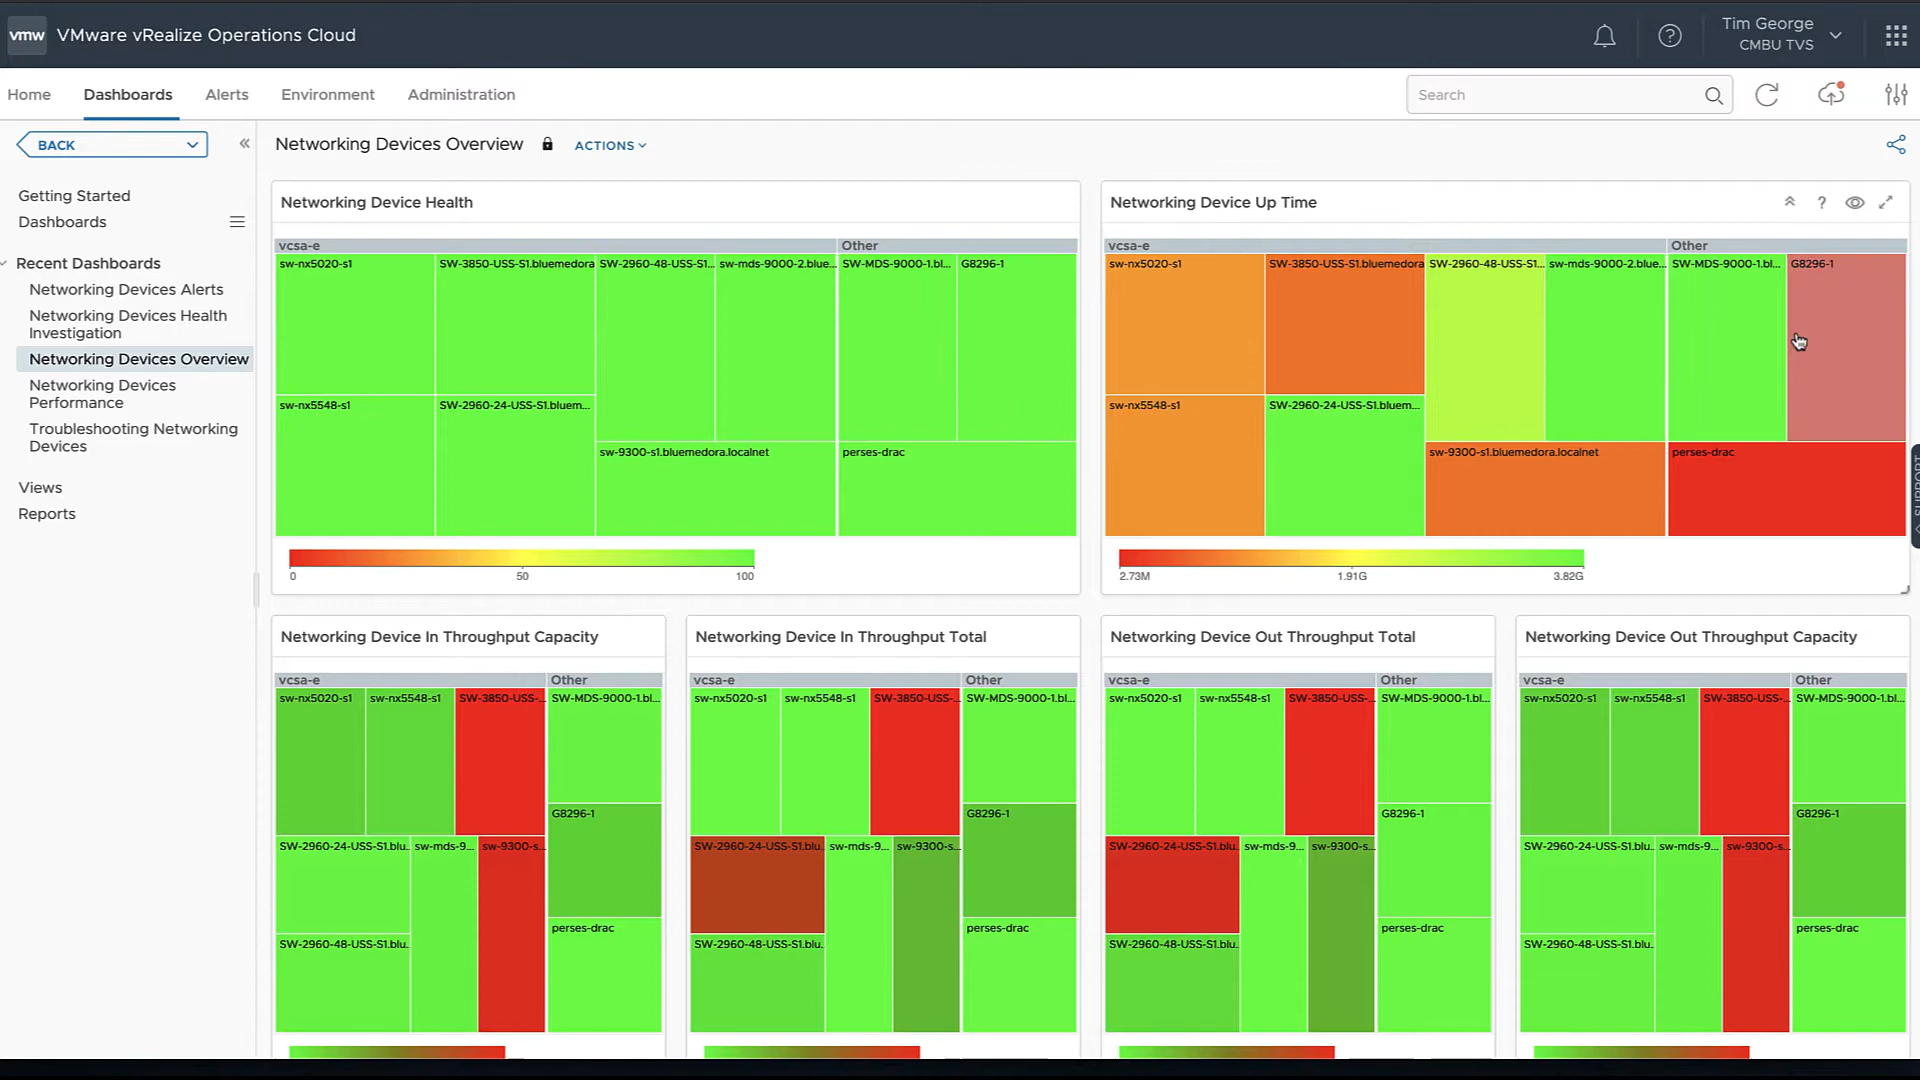 vmw VMware vRealize Operations Cloud
Tim George
CMBU TVS
Home Dashboards Alerts Environment Administration
Search
BACK
Networking Devices Overview ACTIONS
Getting Started
Dashboards
Recent Dashboards
Networking Devices Alerts
Networking Devices Health
Investigation
Networking Devices Overview
Networking Devices
Performance
Troubleshooting Networking
Devices
Views
Reports
Networking Device Health
vcsa-e Other
sw-nx5020-s1 SW-3850-USS-S1.bluemedora SW-2960-48-USS-S1... sw-mds-9000-2.blue... SW-MDS-9000-1.bl... G8296-1
sw-nx5548-s1 SW-2960-24-USS-S1.bluem...
sw-9300-s1.bluemedora.localnet perses-drac
0 50 100
Networking Device Up Time
?
vcsa-e Other
sw-nx5020-s1 SW-3850-USS-S1.bluemedora SW-2960-48-USS-S1... sw-mds-9000-2.blue... SW-MDS-9000-1.bl... G8296-1
sw-nx5548-s1 SW-2960-24-USS-S1.bluem...
sw-9300-s1.bluemedora.localnet perses-drac
2.73M 1.91G 3.82G
SUPPORT
Networking Device In Throughput Capacity
vcsa-e Other
sw-nx5020-s1 sw-nx5548-s1 SW-3850-USS-... SW-MDS-9000-1.bl...
G8296-1
SW-2960-24-USS-S1.blu... sw-mds-9... sw-9300-s...
perses-drac
SW-2960-48-USS-S1.blu...
Networking Device In Throughput Total
vcsa-e Other
sw-nx5020-s1 sw-nx5548-s1 SW-3850-USS-... SW-MDS-9000-1.bl...
G8296-1
SW-2960-24-USS-S1.blu... sw-mds-9... sw-9300-s...
perses-drac
SW-2960-48-USS-S1.blu...
Networking Device Out Throughput Total
vcsa-e Other
sw-nx5020-s1 sw-nx5548-s1 SW-3850-USS-... SW-MDS-9000-1.bl...
G8296-1
SW-2960-24-USS-S1.blu... sw-mds-9... sw-9300-s...
perses-drac
SW-2960-48-USS-S1.blu...
Networking Device Out Throughput Capacity
vcsa-e Other
sw-nx5020-s1 sw-nx5548-s1 SW-3850-USS-... SW-MDS-9000-1.bl...
G8296-1
SW-2960-24-USS-S1.blu... sw-mds-9... sw-9300-s...
perses-drac
SW-2960-48-USS-S1.blu...